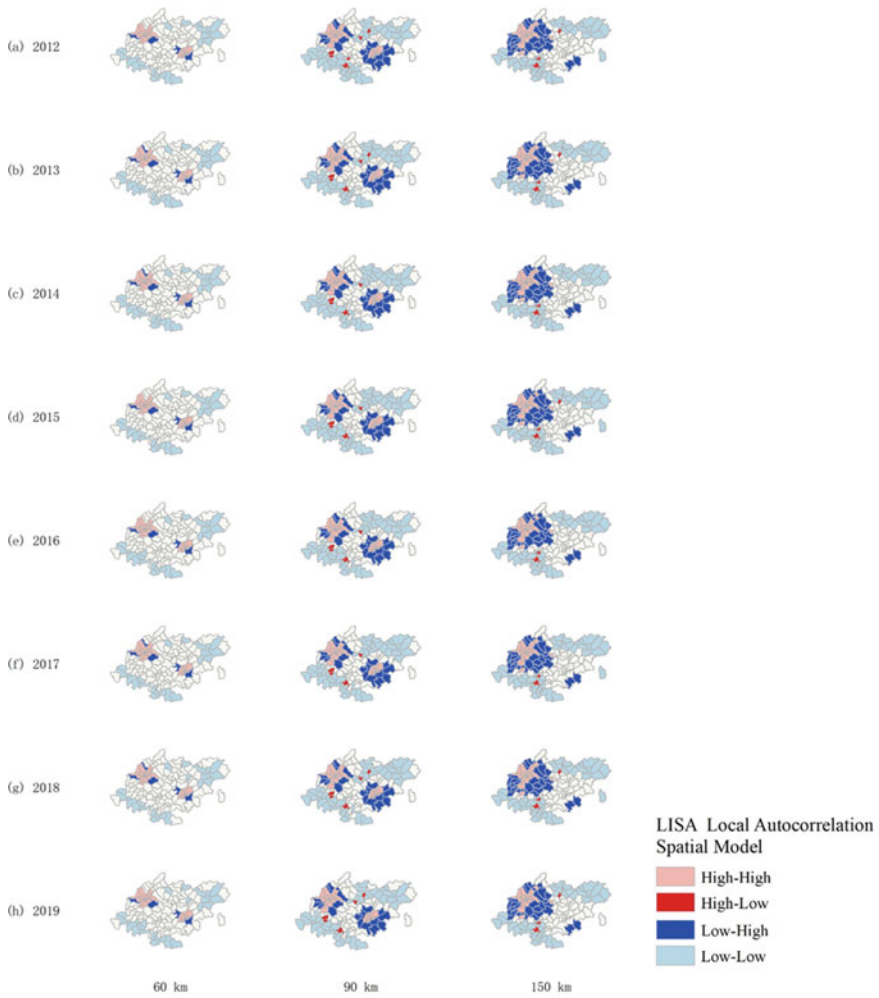 (a) 2012
(b) 2013
(c) 2014
(d) 2015
(e) 2016
(f) 2017
(g) 2018
(h) 2019
60 km
90 km
150 km
LISA Local Autocorrelation
Spatial Model
High-High
High-Low
Low-High
Low-Low